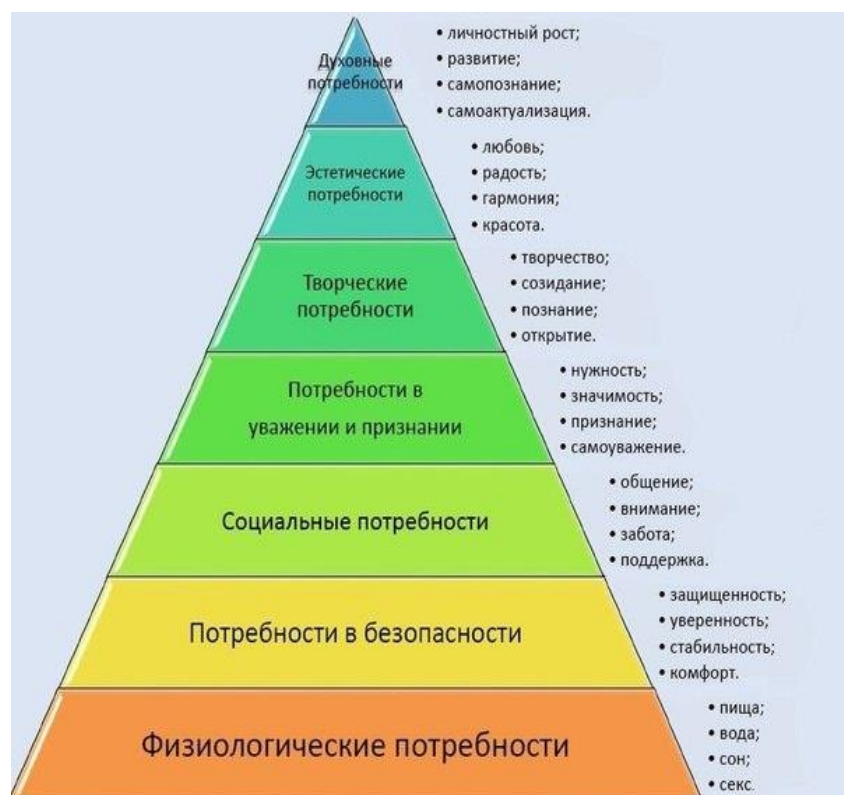 Духовные
потребности
• личностный рост;
• развитие;
• самопознание;
• самоактуализация.
Эстетические
потребности
• любовь;
• радость;
• гармония;
• красота.
Творческие
потребности
• творчество;
• созидание;
• познание;
• открытие.
Потребности в
уважении и признании
• нужность;
• значимость;
• признание;
• самоуважение.
Социальные потребности
• общение;
• внимание;
• забота;
• поддержка.
Потребности в безопасности
• защищенность;
• уверенность;
• стабильность;
• комфорт.
Физиологические потребности
• пища;
• вода;
• сон;
• секс.